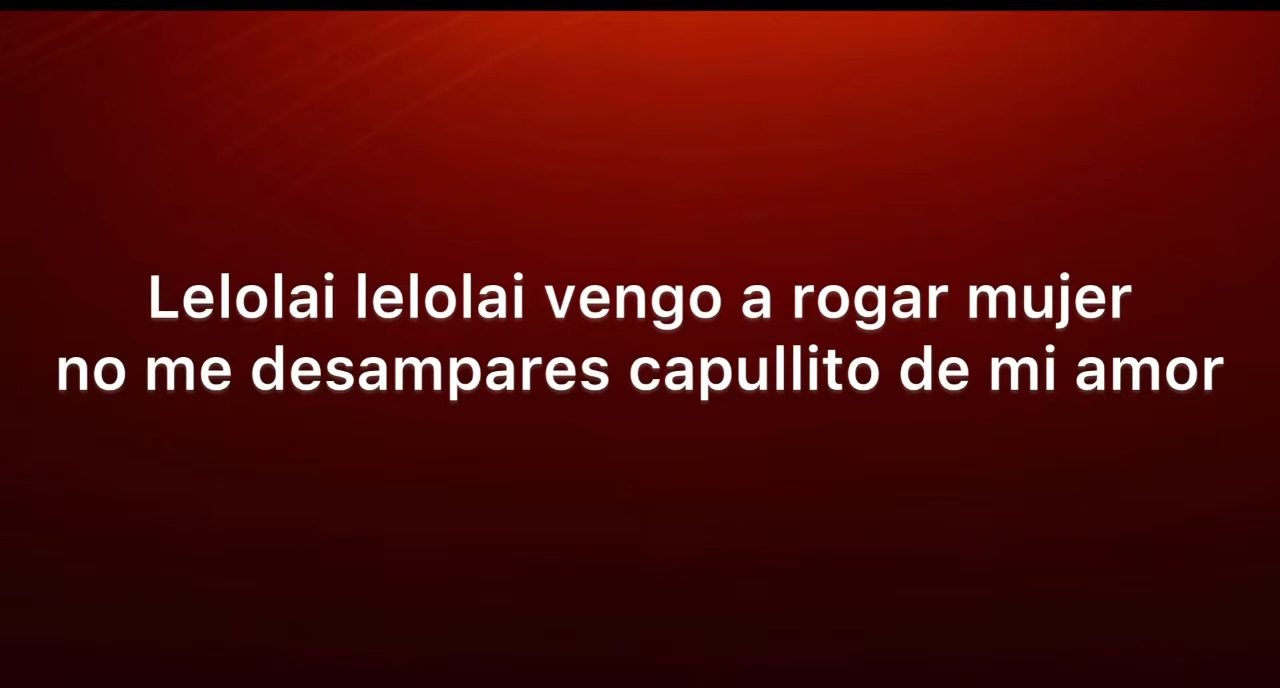 Lelolai lelolai vengo a rogar mujer
no me desampares capullito de mi amor